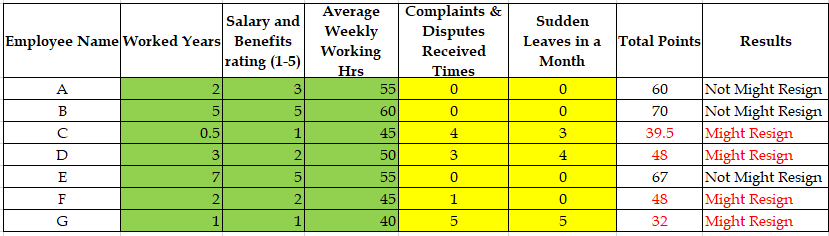 Employee Name Worked Years Salary and Benefits rating (1-5) Average Weekly Working Hrs Complaints & Disputes Received Times Sudden Leaves in a Month Total Points Results
A 2 3 55 0 0 60 Not Might Resign
B 5 5 60 0 0 70 Not Might Resign
C 0.5 1 45 4 3 39.5 Might Resign
D 3 2 50 3 4 48 Might Resign
E 7 5 55 0 0 67 Not Might Resign
F 2 2 45 1 0 48 Might Resign
G 1 1 40 5 5 32 Might Resign